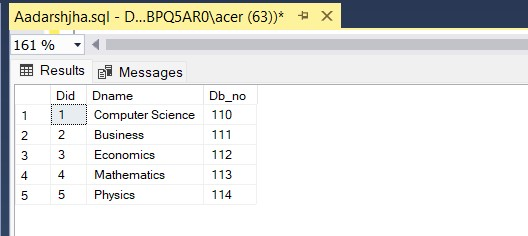 Aadarshjha.sql - D...BPQ5AR0\acer (63))*
161 %
Results Messages
Did Dname Db_no
1 1 Computer Science 110
2 2 Business 111
3 3 Economics 112
4 4 Mathematics 113
5 5 Physics 114